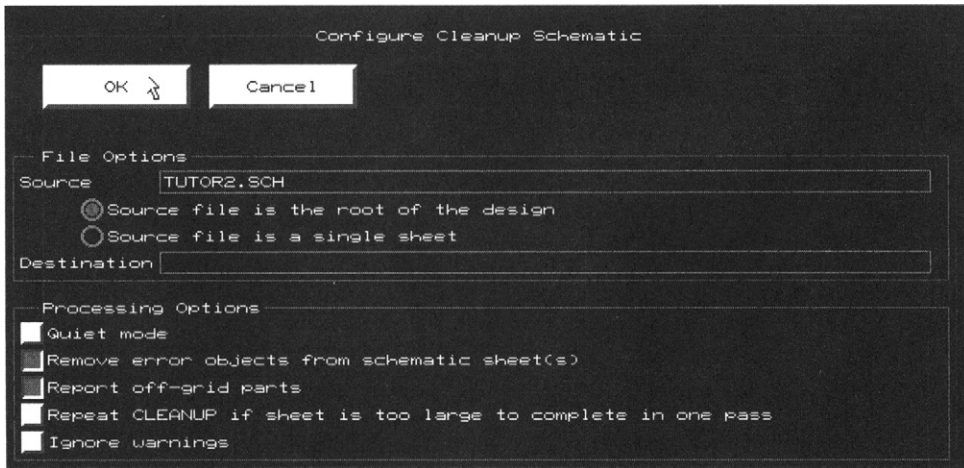 Configure Cleanup Schematic
OK
Cancel
File Options
Source TUTOR2.SCH
Source file is the root of the design
Source file is a single sheet
Destination
Processing Options
Quiet mode
Remove error objects from schematic sheet(s)
Report off-grid parts
Repeat CLEANUP if sheet is too large to complete in one pass
Ignore warnings